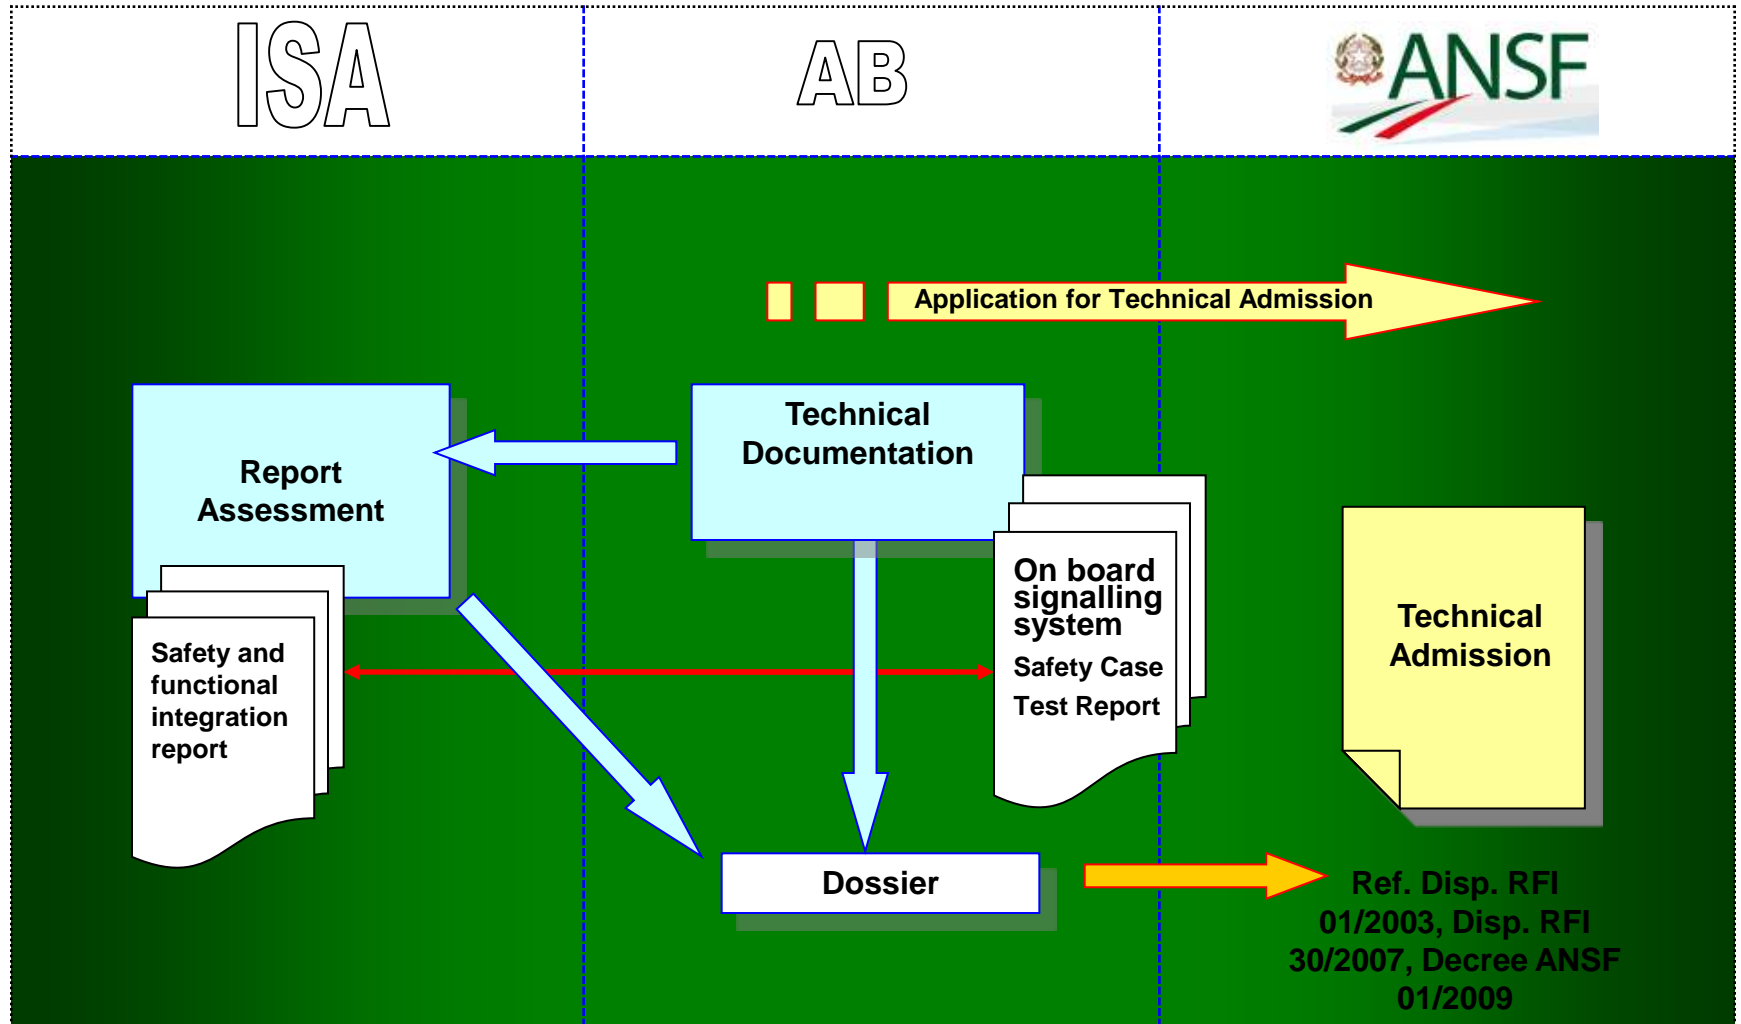 ISA
AB
ANSF
Application for Technical Admission
Technical
Documentation
Report
Assessment
On board
signalling
system
Safety Case
Test Report
Safety and
functional
integration
report
Technical
Admission
Dossier
Ref. Disp. RFI
01/2003, Disp. RFI
30/2007, Decree ANSF
01/2009